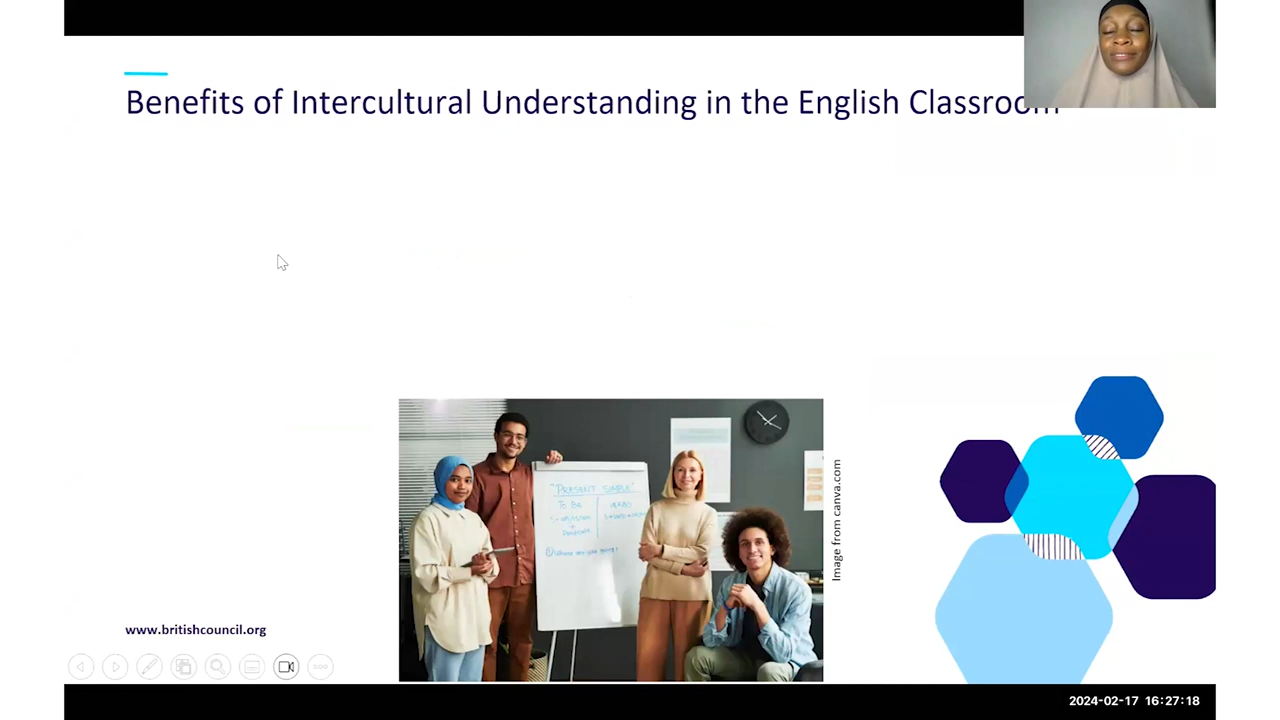 Benefits of Intercultural Understanding in the English Classroom
"PRESENT SIMPLE"
TO BE
VERBS
Image from canva.com
www.britishcouncil.org
2024-02-17 16:27:18